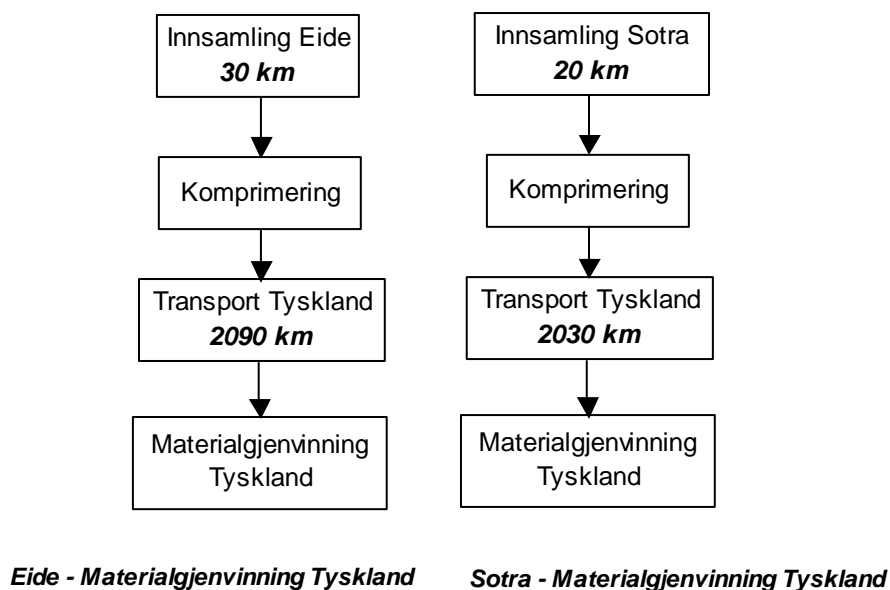 Innsamling Eide
30 km
Komprimering
Transport Tyskland
2090 km
Materialgjenvinning
Tyskland
Eide - Materialgjenvinning Tyskland
Innsamling Sotra
20 km
Komprimering
Transport Tyskland
2030 km
Materialgjenvinning
Tyskland
Sotra - Materialgjenvinning Tyskland